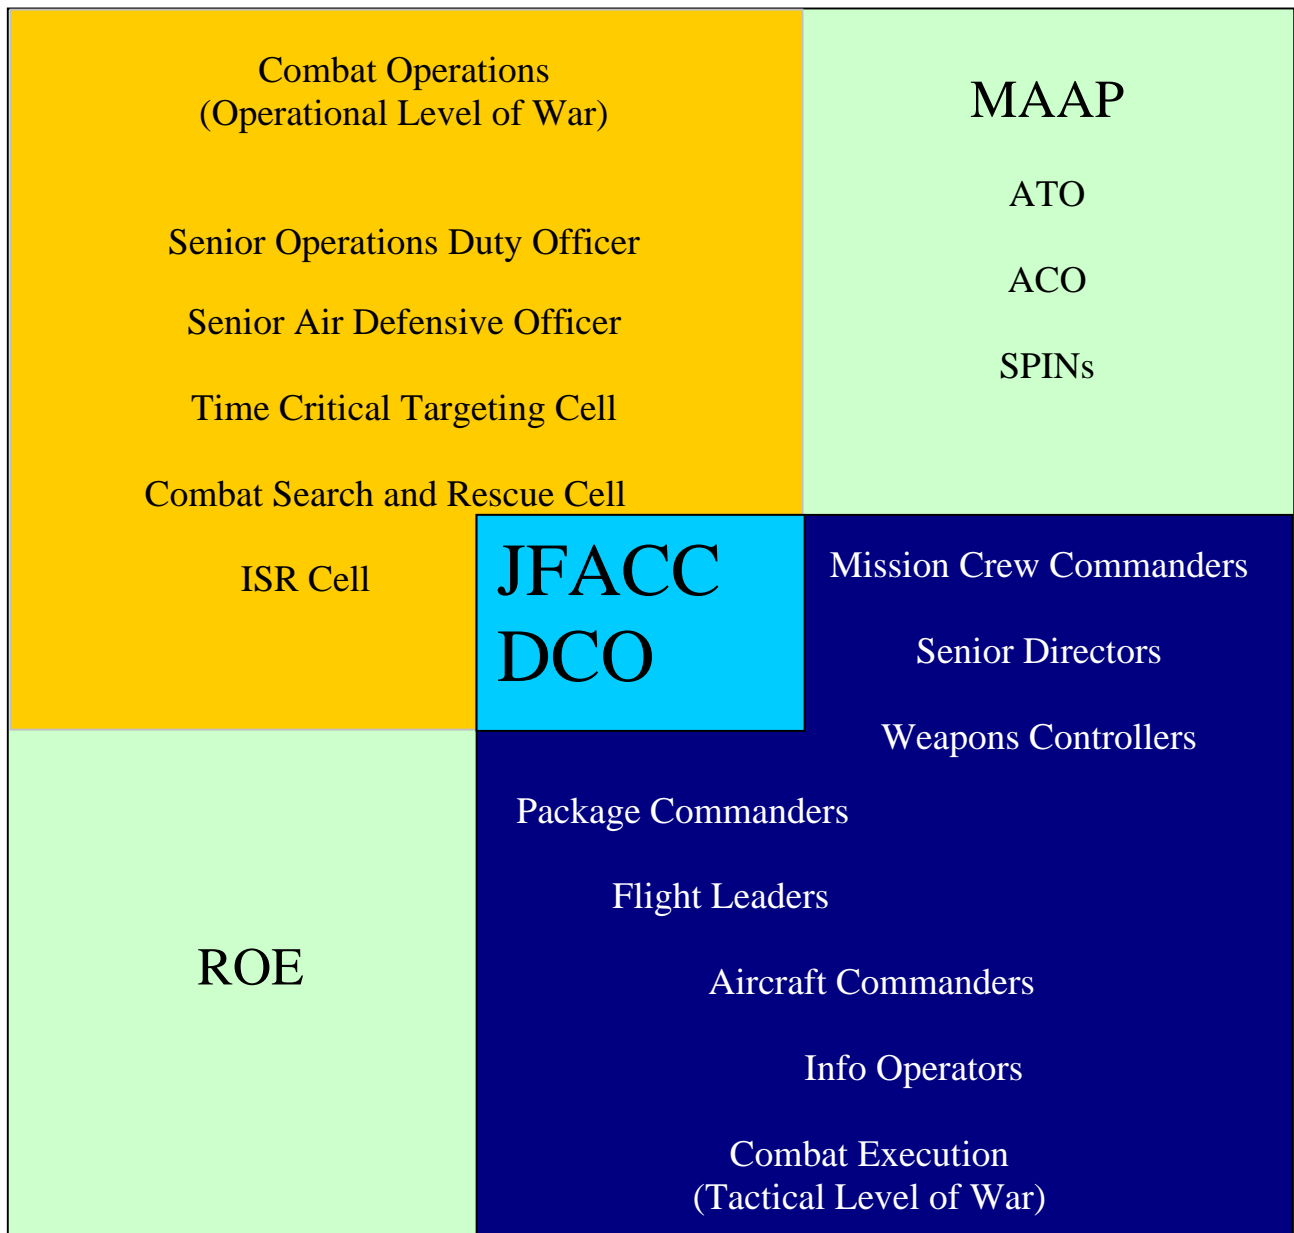 Combat Operations
(Operational Level of War)
Senior Operations Duty Officer
Senior Air Defensive Officer
Time Critical Targeting Cell
Combat Search and Rescue Cell
ISR Cell
MAAP
ATO
ACO
SPINs
JFACC
DCO
Mission Crew Commanders
Senior Directors
Weapons Controllers
Package Commanders
Flight Leaders
Aircraft Commanders
Info Operators
Combat Execution
(Tactical Level of War)
ROE